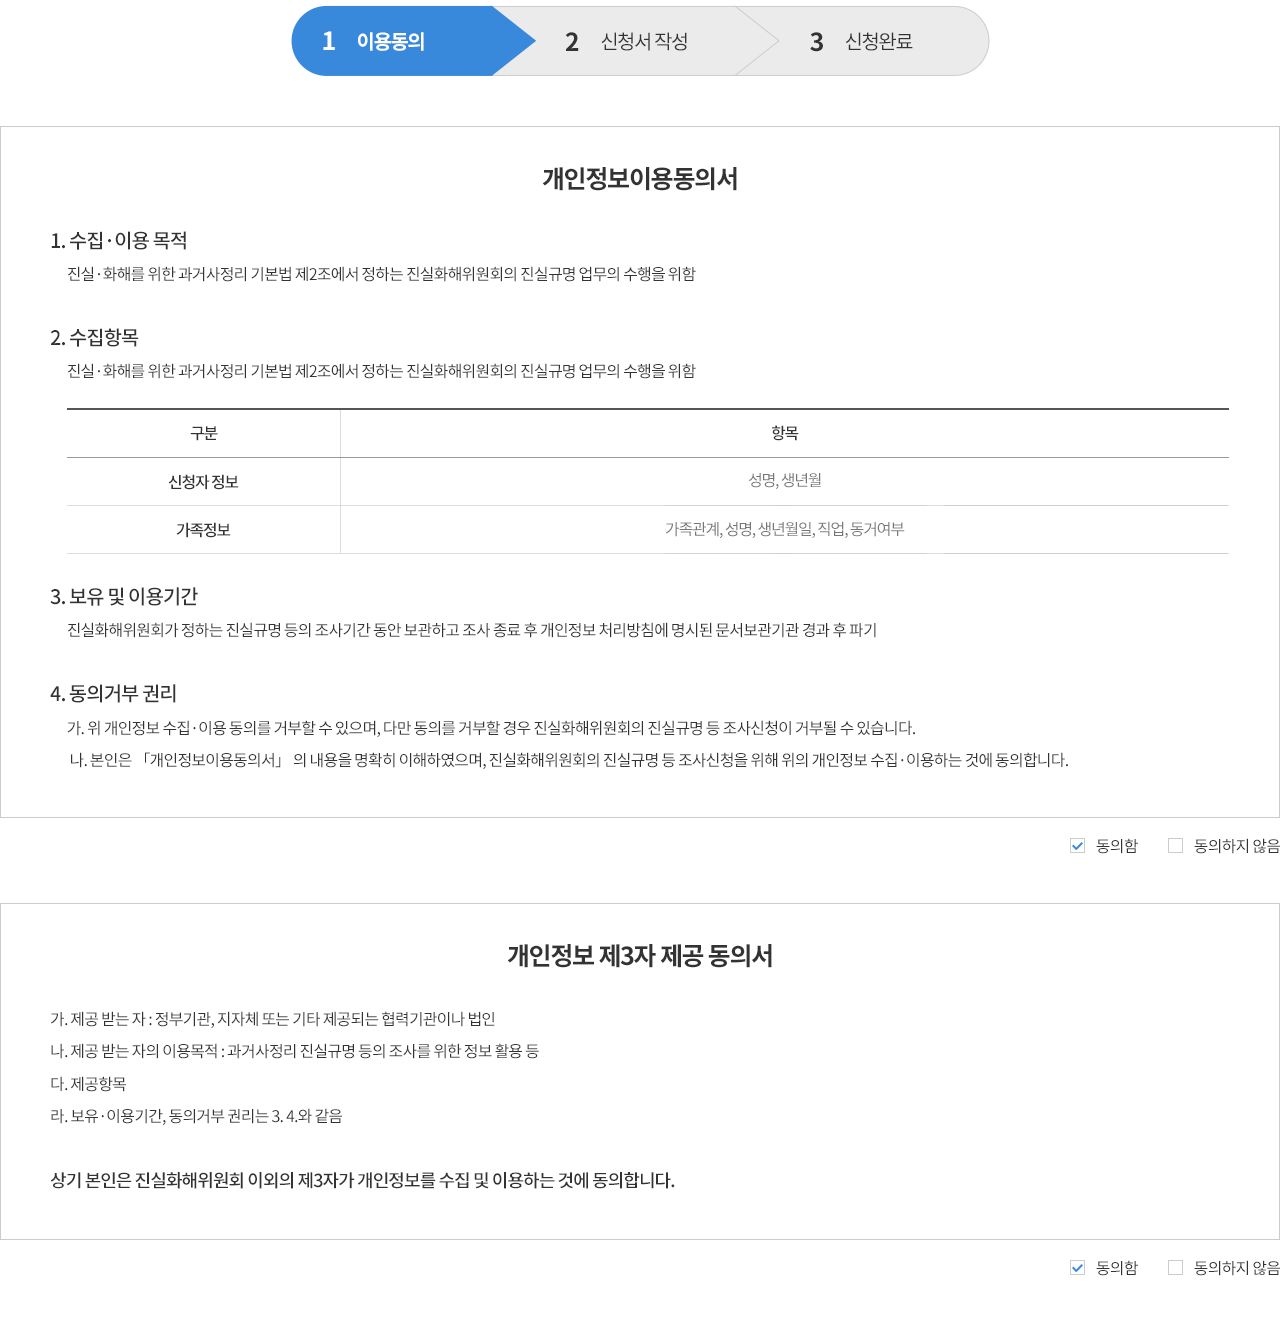 1 이용동의
2 신청서 작성
3 신청완료
개인정보이용동의서
1. 수집·이용 목적
진실·화해를 위한 과거사정리 기본법 제2조에서 정하는 진실화해위원회의 진실규명 업무의 수행을 위함
2. 수집항목
진실·화해를 위한 과거사정리 기본법 제2조에서 정하는 진실화해위원회의 진실규명 업무의 수행을 위함
구분 항목
신청자 정보 성명, 생년월
가족정보 가족관계, 성명, 생년월일, 직업, 동거여부
3. 보유 및 이용기간
진실화해위원회가 정하는 진실규명 등의 조사기간 동안 보관하고 조사 종료 후 개인정보 처리방침에 명시된 문서보관기관 경과 후 파기
4. 동의거부 권리
가. 위 개인정보 수집·이용 동의를 거부할 수 있으며, 다만 동의를 거부할 경우 진실화해위원회의 진실규명 등 조사신청이 거부될 수 있습니다.
나. 본인은 「개인정보이용동의서」 의 내용을 명확히 이해하였으며, 진실화해위원회의 진실규명 등 조사신청을 위해 위의 개인정보 수집·이용하는 것에 동의합니다.
동의함 동의하지 않음
개인정보 제3자 제공 동의서
가. 제공 받는 자 : 정부기관, 지자체 또는 기타 제공되는 협력기관이나 법인
나. 제공 받는 자의 이용목적 : 과거사정리 진실규명 등의 조사를 위한 정보 활용 등
다. 제공항목
라. 보유·이용기간, 동의거부 권리는 3. 4.와 같음
상기 본인은 진실화해위원회 이외의 제3자가 개인정보를 수집 및 이용하는 것에 동의합니다.
동의함 동의하지 않음